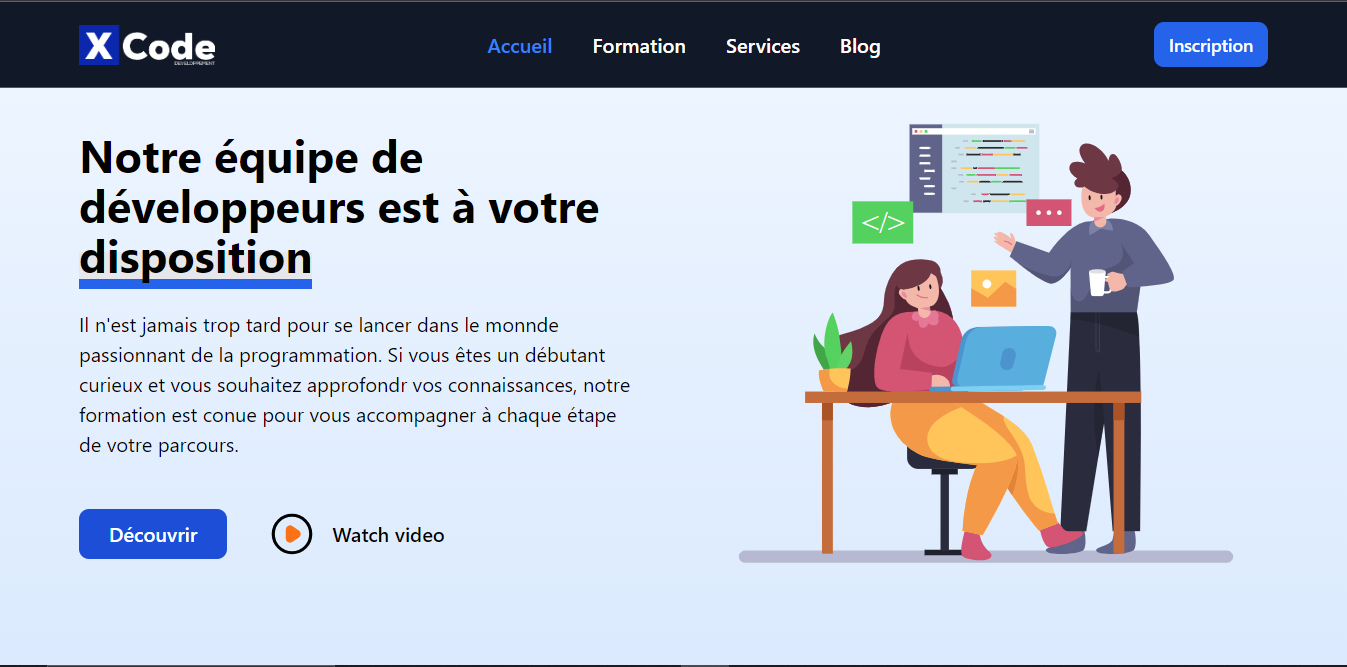 X Code
DEVELOPPEMENT
Accueil
Formation
Services
Blog
Inscription
Notre équipe de
développeurs est à votre
disposition
Il n'est jamais trop tard pour se lancer dans le monnde
passionnant de la programmation. Si vous êtes un débutant
curieux et vous souhaitez approfondr vos connaissances, notre
formation est conue pour vous accompagner à chaque étape
de votre parcours.
Découvrir
Watch video
</>